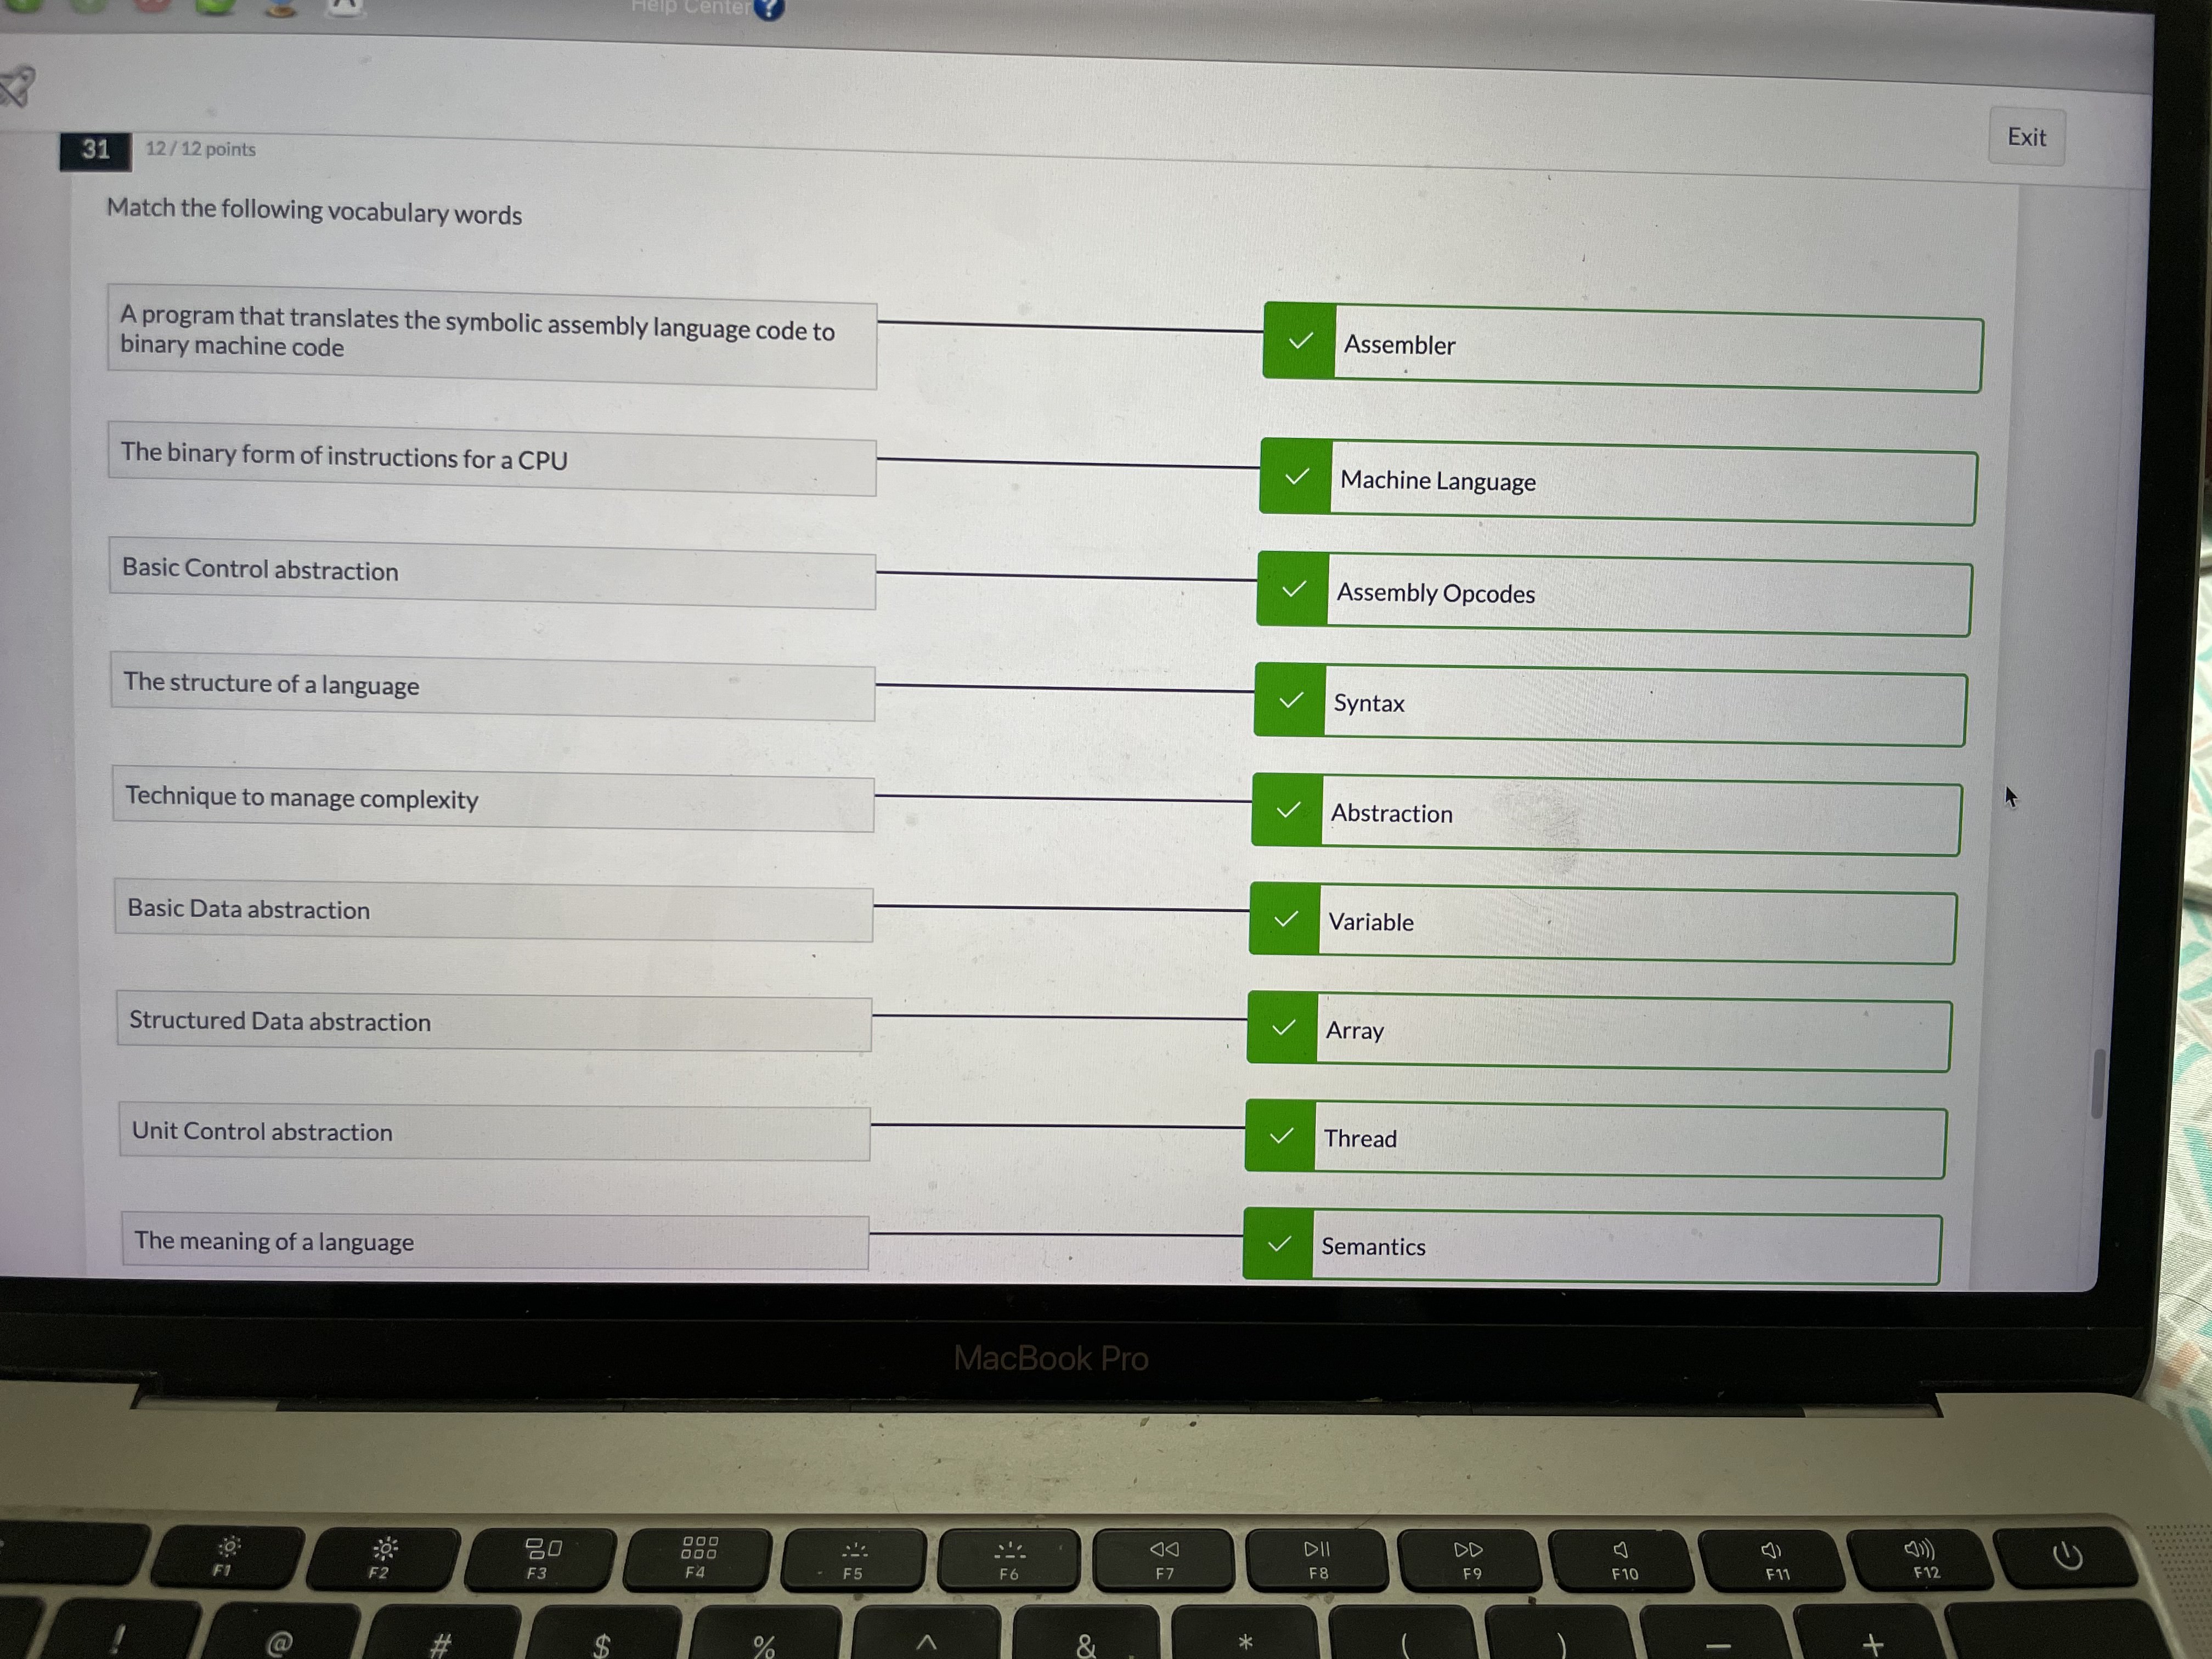 Help Center ?
Exit
31 12 / 12 points
Match the following vocabulary words
A program that translates the symbolic assembly language code to
binary machine code
Assembler
The binary form of instructions for a CPU
Machine Language
Basic Control abstraction
Assembly Opcodes
The structure of a language
Syntax
Technique to manage complexity
Abstraction
Basic Data abstraction
Variable
Structured Data abstraction
Array
Unit Control abstraction
Thread
The meaning of a language
Semantics
MacBook Pro
F1 F2 F3 F4 F5 F6 F7 F8 F9 F10 F11 F12
! @ # $ % ^ & * ( ) — +